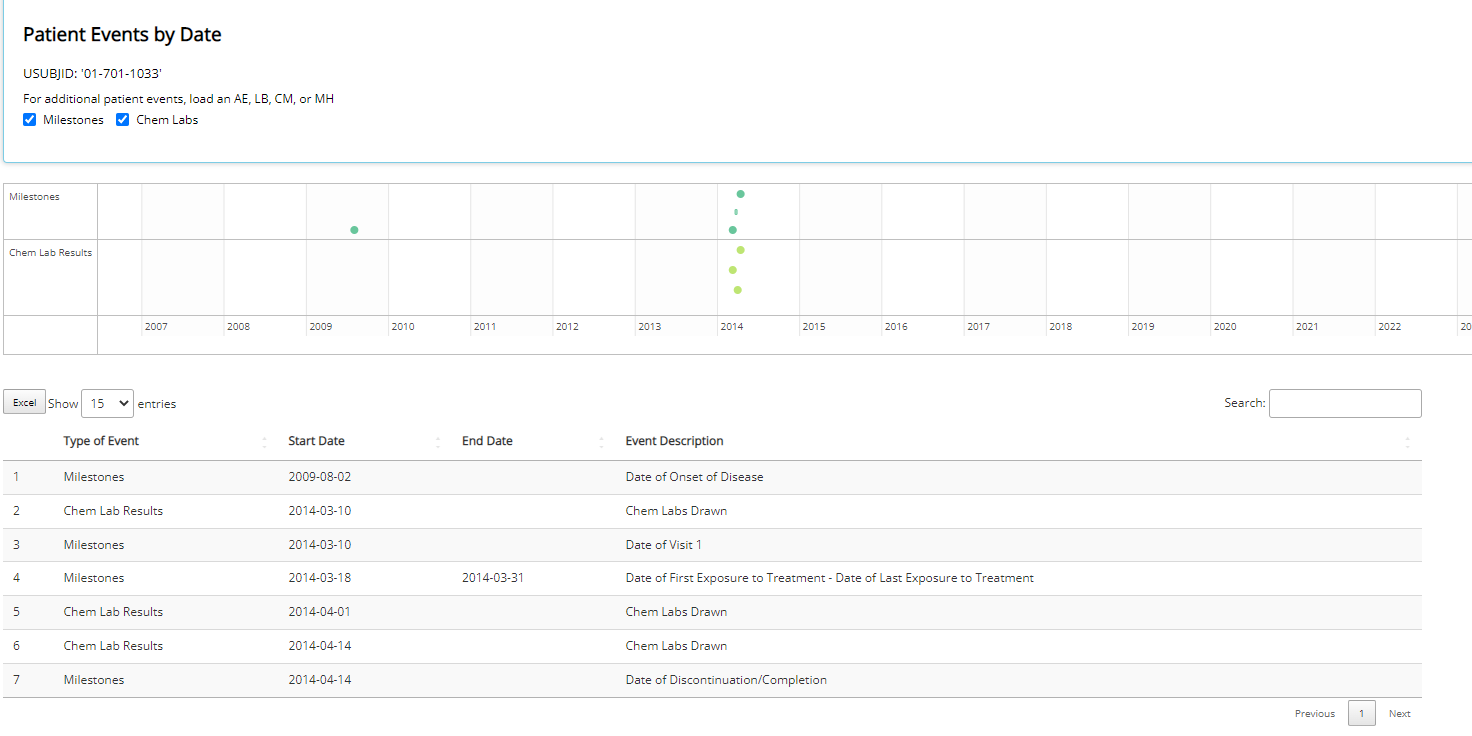 Patient Events by Date
USUBJID: '01-701-1033'
For additional patient events, load an AE, LB, CM, or MH
Milestones Chem Labs
Milestones
Chem Lab Results
2007 2008 2009 2010 2011 2012 2013 2014 2015 2016 2017 2018 2019 2020 2021 2022 20
Excel Show 15 entries Search:
Type of Event Start Date End Date Event Description
1 Milestones 2009-08-02 Date of Onset of Disease
2 Chem Lab Results 2014-03-10 Chem Labs Drawn
3 Milestones 2014-03-10 Date of Visit 1
4 Milestones 2014-03-18 2014-03-31 Date of First Exposure to Treatment - Date of Last Exposure to Treatment
5 Chem Lab Results 2014-04-01 Chem Labs Drawn
6 Chem Lab Results 2014-04-14 Chem Labs Drawn
7 Milestones 2014-04-14 Date of Discontinuation/Completion
Previous 1 Next